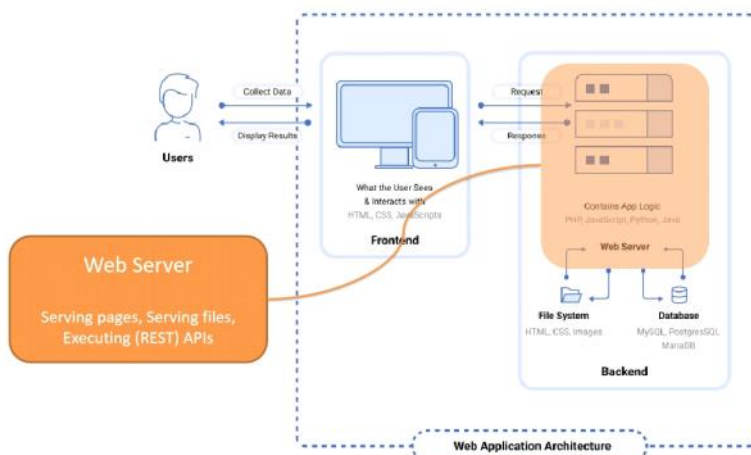 Collect Data
Display Results
Users
What the User Sees
& Interacts with
HTML, CSS, JavaScripts
Frontend
Request
Response
Contains App Logic
PHP, JavaScript, Python, Java
Web Server
File System
HTML, CSS, Images
Database
MySQL, PostgreSQL
MariaDB
Backend
Web Server
Serving pages, Serving files,
Executing (REST) APIs
Web Application Architecture